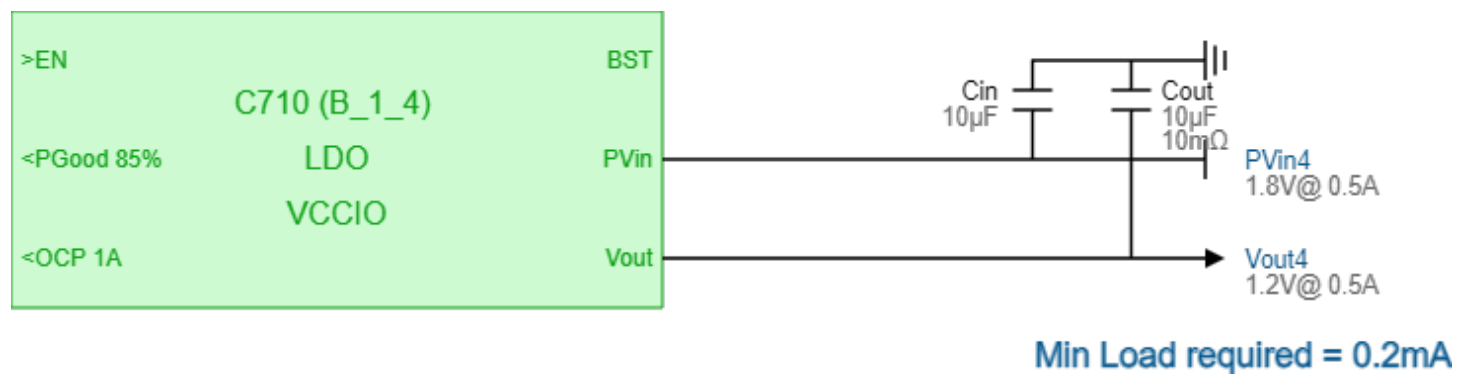 >EN
BST
C710 (B_1_4)
<PGood 85%
LDO
PVin
VCCIO
<OCP 1A
Vout
Cin
10µF
Cout
10µF
10mΩ
PVin4
1.8V@ 0.5A
Vout4
1.2V@ 0.5A
Min Load required = 0.2mA